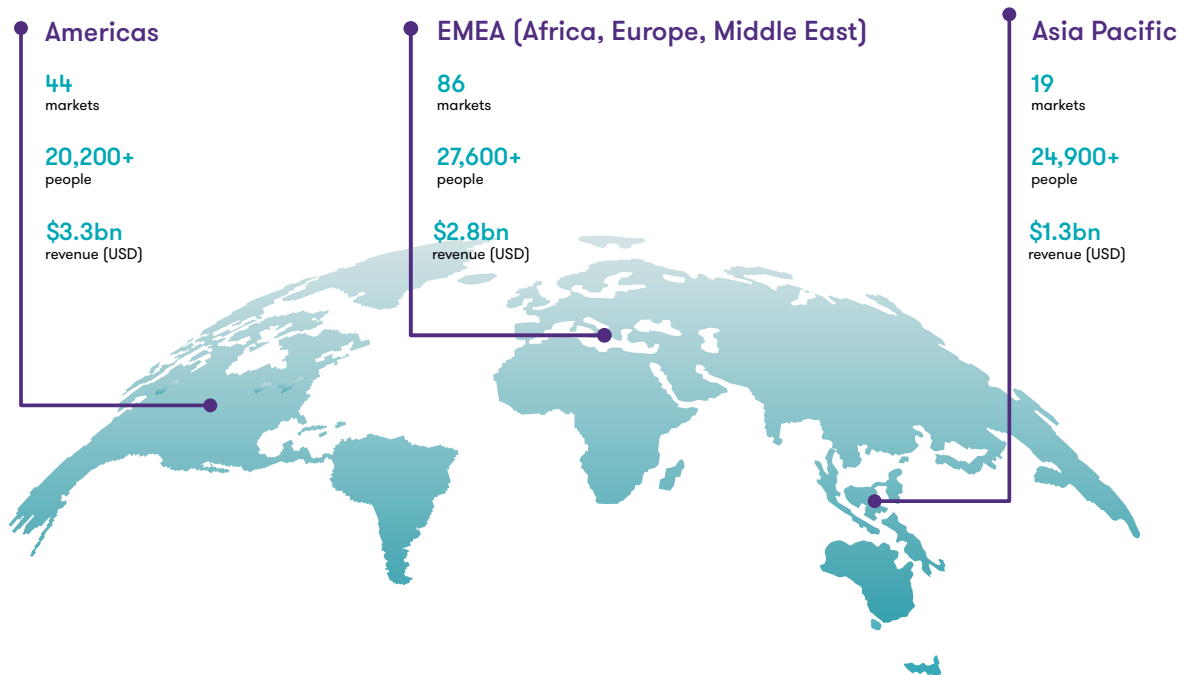 Americas
44
markets
20,200+
people
$3.3bn
revenue (USD)
EMEA (Africa, Europe, Middle East)
86
markets
27,600+
people
$2.8bn
revenue (USD)
Asia Pacific
19
markets
24,900+
people
$1.3bn
revenue (USD)